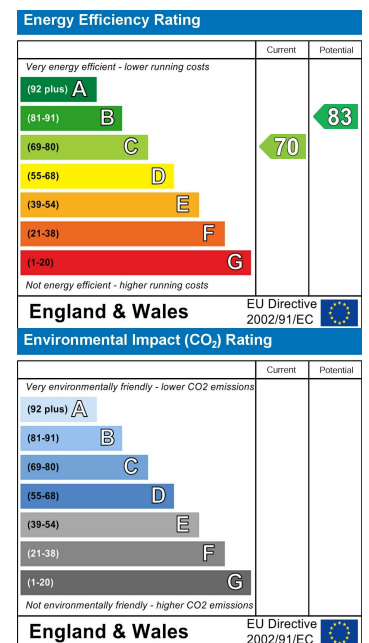 Energy Efficiency Rating
Current Potential
Very energy efficient - lower running costs
(92 plus) A
(81-91) B
83
(69-80) C
70
(55-68) D
(39-54) E
(21-38) F
(1-20) G
Not energy efficient - higher running costs
England & Wales
EU Directive
2002/91/EC
Environmental Impact (CO₂) Rating
Current Potential
Very environmentally friendly - lower CO2 emissions
(92 plus) A
(81-91) B
(69-80) C
(55-68) D
(39-54) E
(21-38) F
(1-20) G
Not environmentally friendly - higher CO2 emissions
England & Wales
EU Directive
2002/91/EC